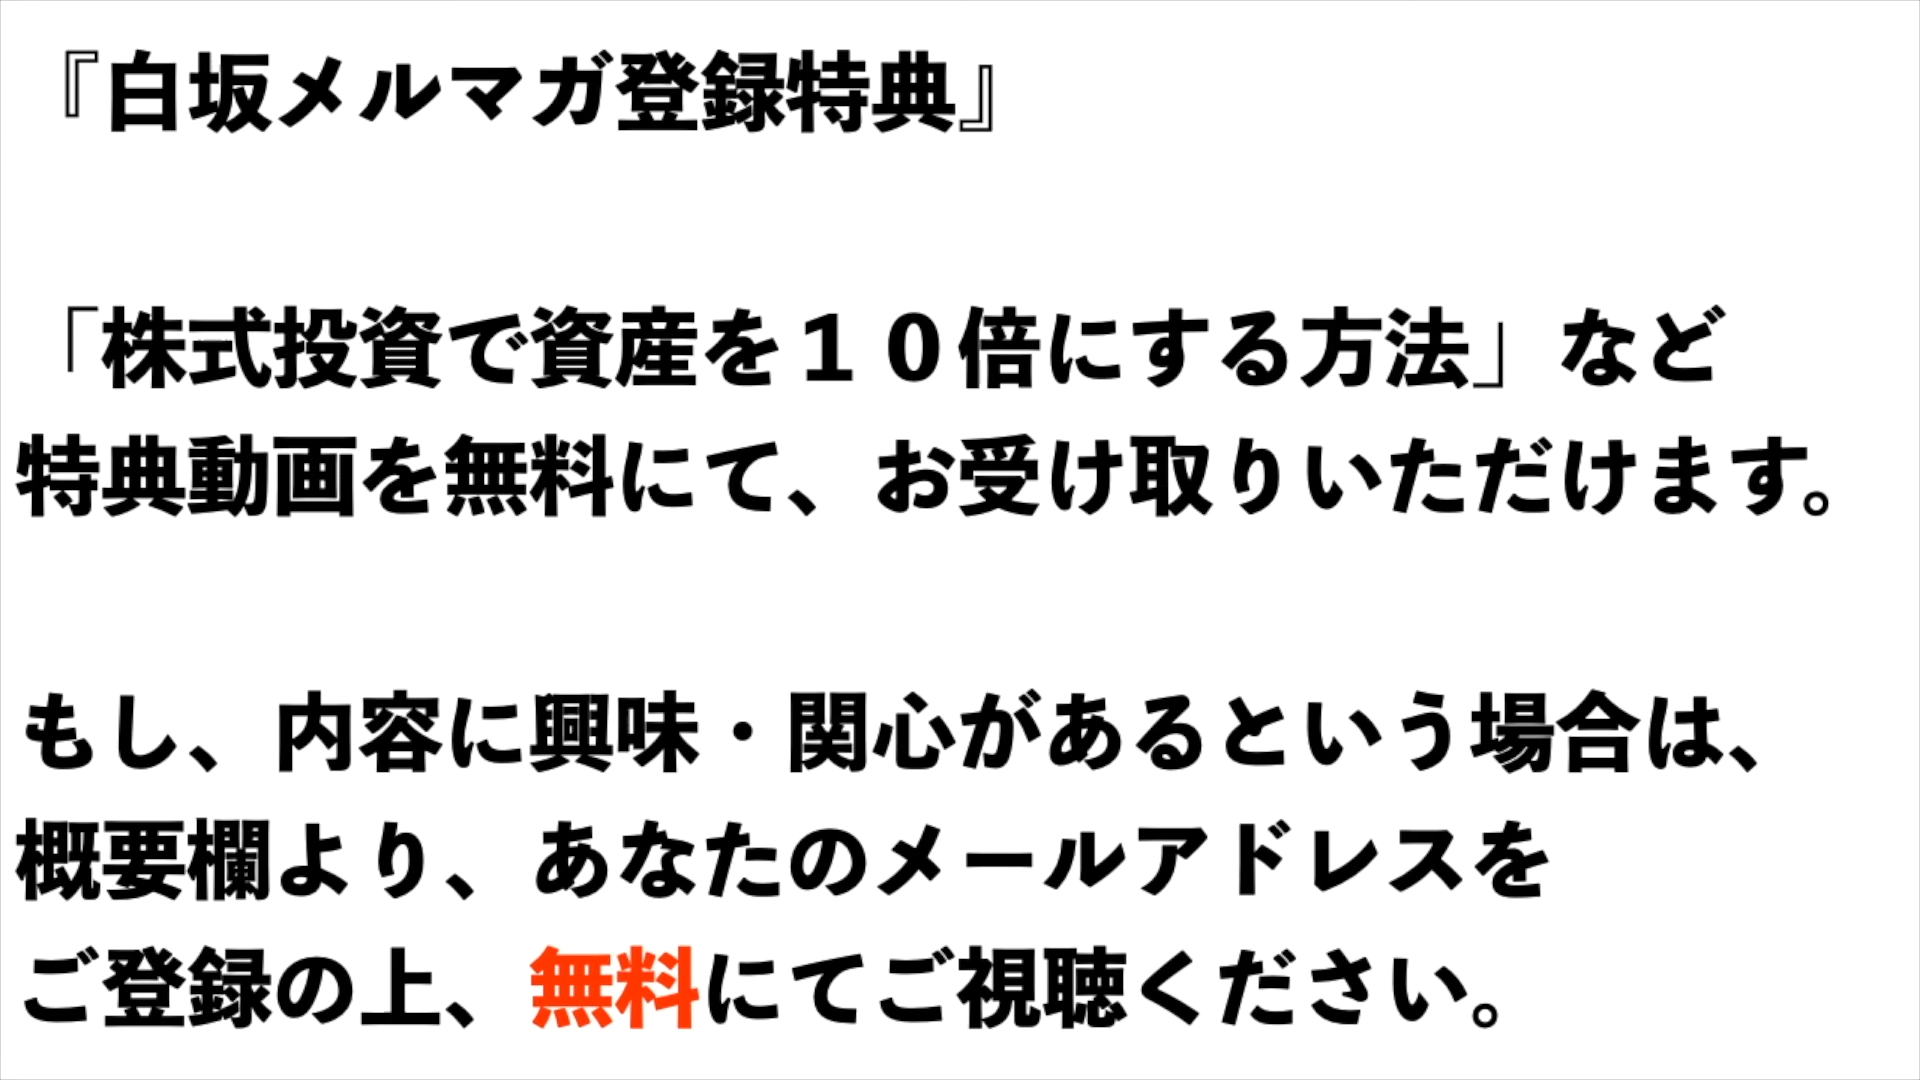 『白坂メルマガ登録特典』
「株式投資で資産を１０倍にする方法」など
特典動画を無料にて、お受け取りいただけます。
もし、内容に興味・関心があるという場合は、
概要欄より、あなたのメールアドレスを
ご登録の上、無料にてご視聴ください。